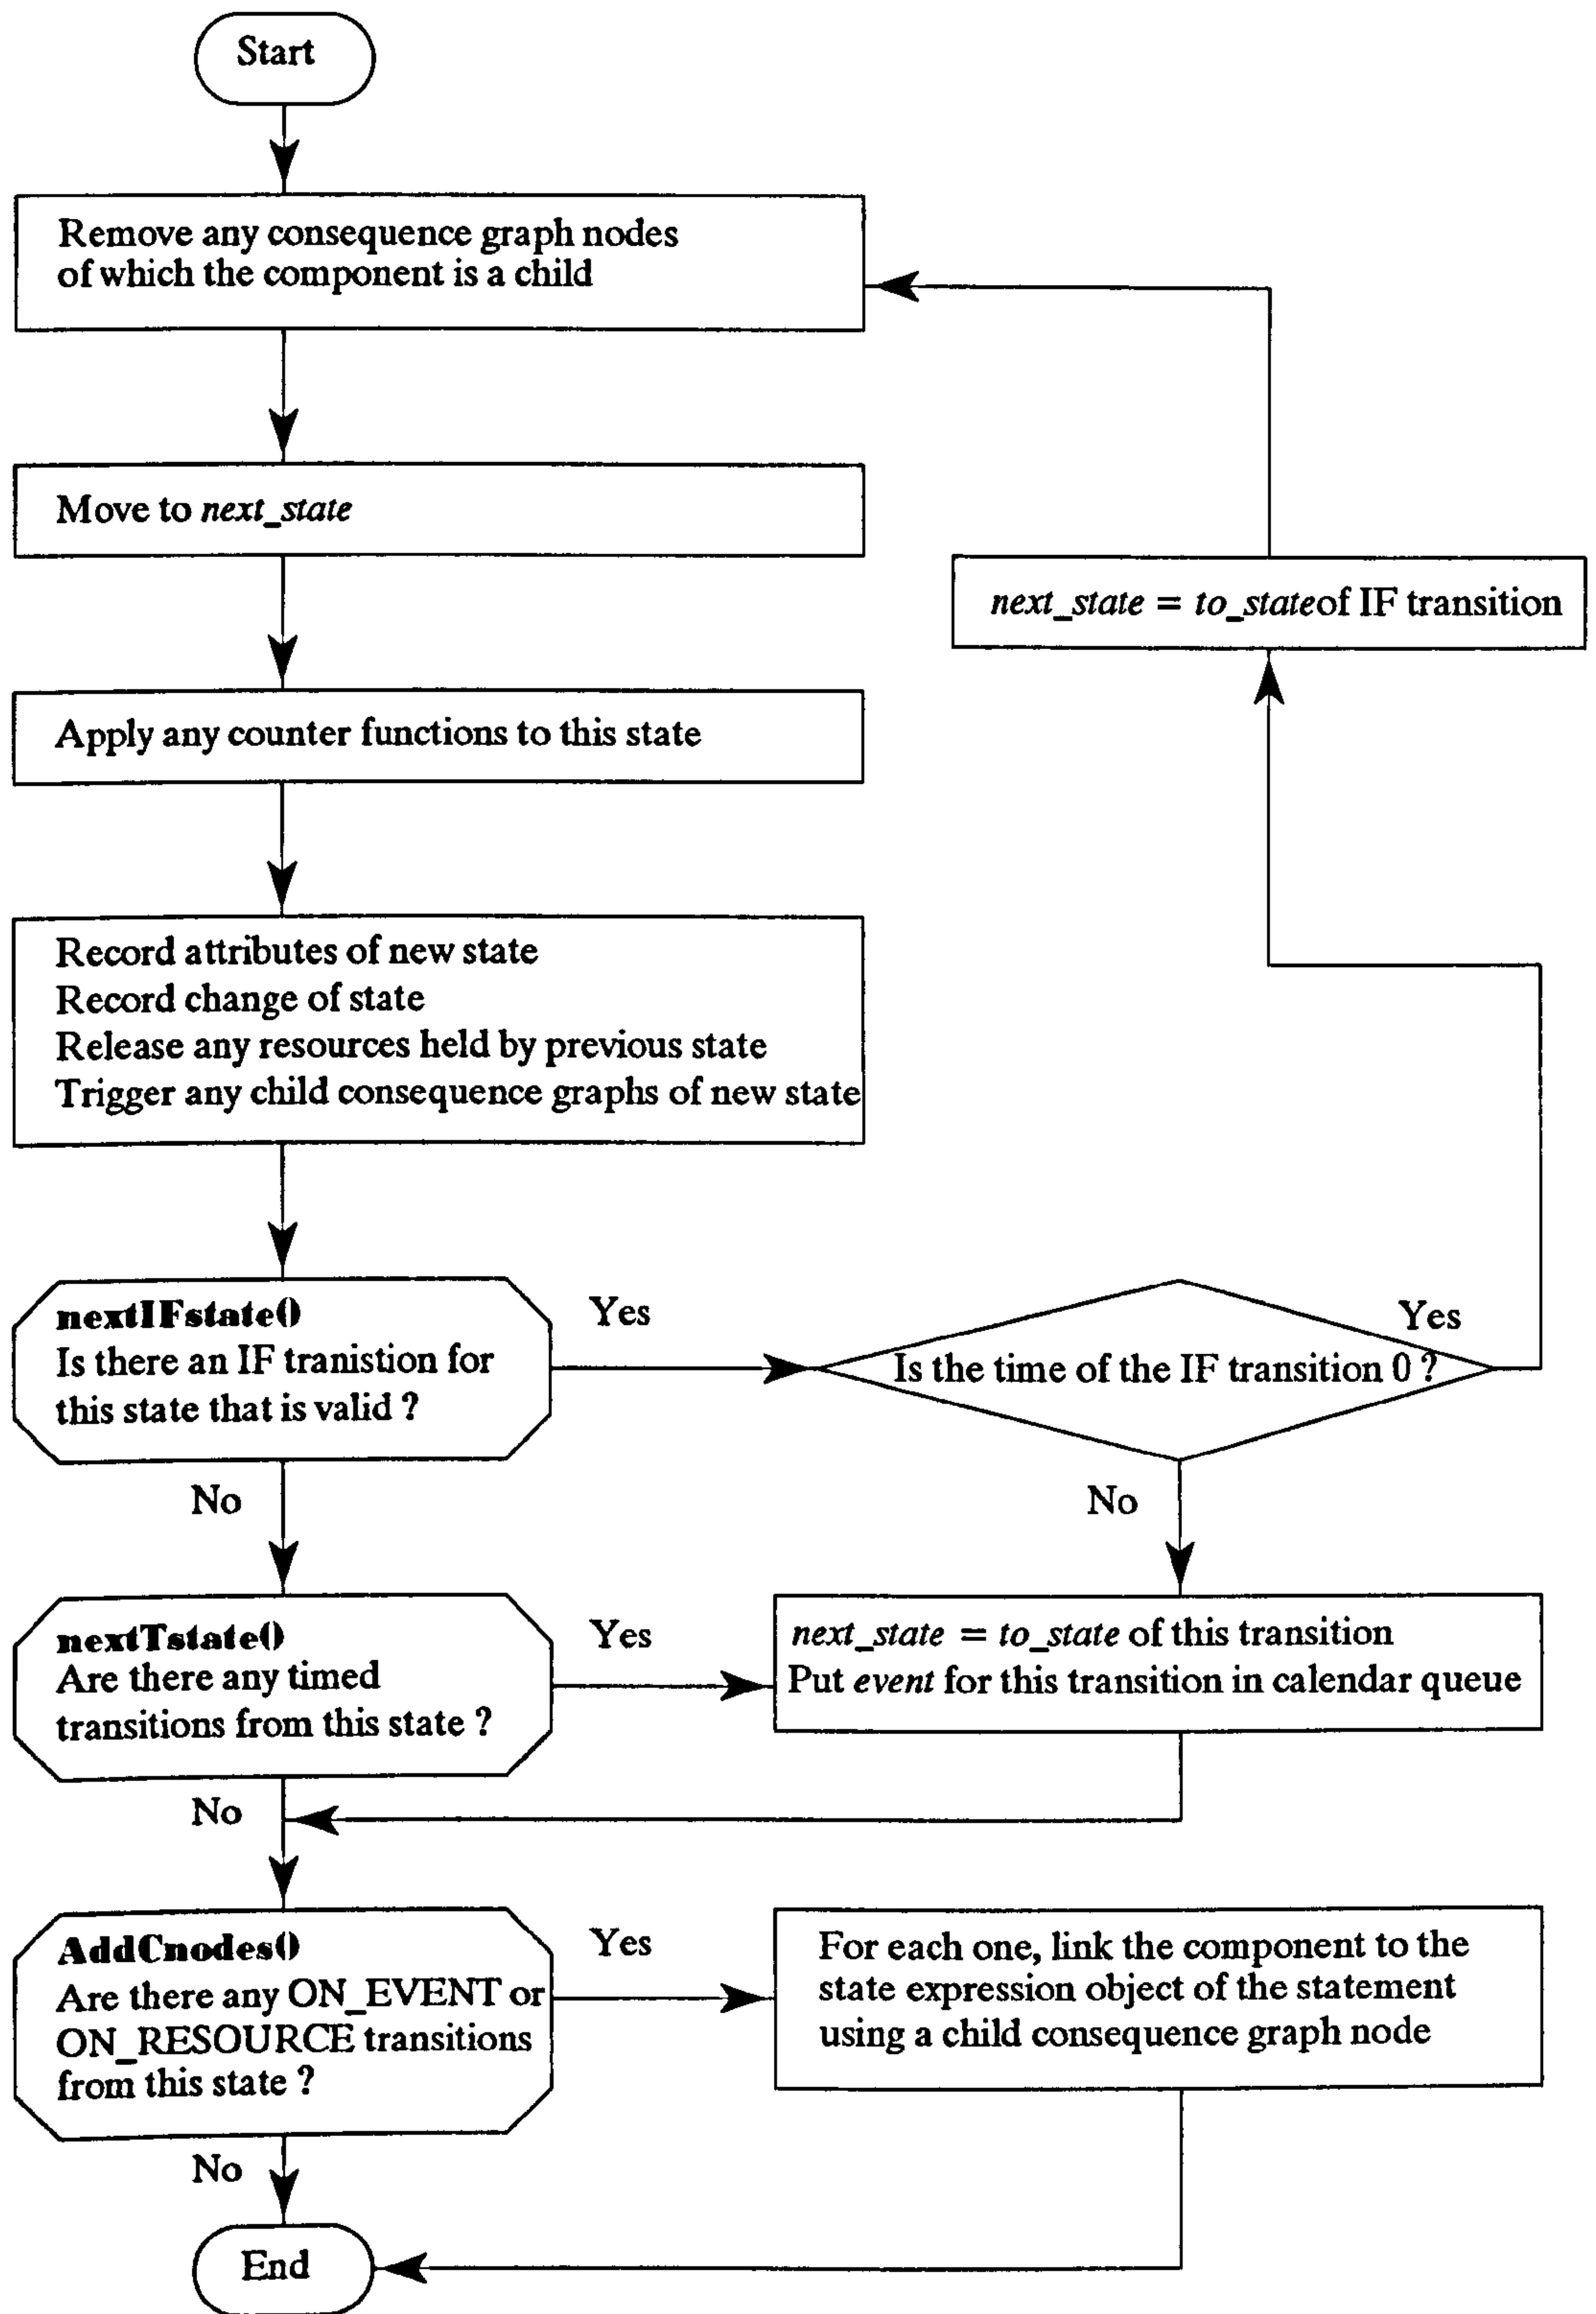 Start
Remove any consequence graph nodes
of which the component is a child
Move to next_state
next_state = to_stateof IF transition
Apply any counter functions to this state
Record attributes of new state
Record change of state
Release any resources held by previous state
Trigger any child consequence graphs of new state
nextIFstate()
Is there an IF tranistion for
this state that is valid ?
Yes
Is the time of the IF transition 0 ?
Yes
No
No
nextTstate()
Are there any timed
transitions from this state ?
Yes
next_state = to_state of this transition
Put event for this transition in calendar queue
No
AddCnodes()
Are there any ON_EVENT or
ON_RESOURCE transitions
from this state ?
Yes
For each one, link the component to the
state expression object of the statement
using a child consequence graph node
No
End